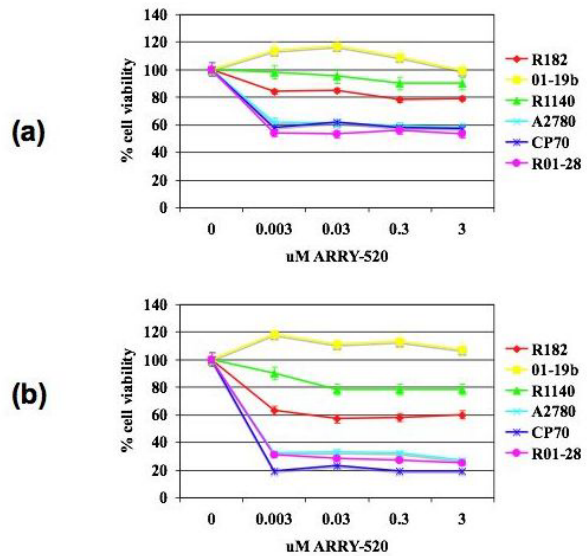 (a)
% cell viability
140
120
100
80
60
40
20
0
0 0.003 0.03 0.3 3
uM ARRY-520
R182
01-19b
R1140
A2780
CP70
R01-28
(b)
% cell viability
140
120
100
80
60
40
20
0
0 0.003 0.03 0.3 3
uM ARRY-520
R182
01-19b
R1140
A2780
CP70
R01-28